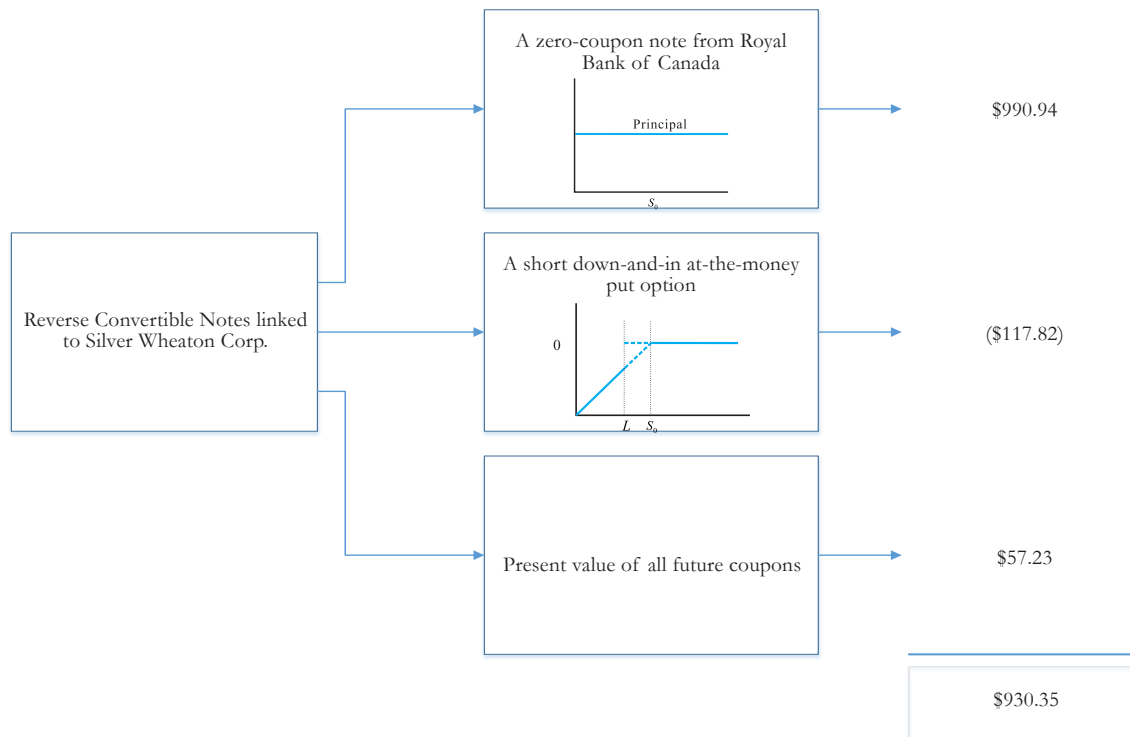 A zero-coupon note from Royal
Bank of Canada
Principal
S₀
$990.94
Reverse Convertible Notes linked
to Silver Wheaton Corp.
A short down-and-in at-the-money
put option
0
L S₀
($117.82)
Present value of all future coupons
$57.23
$930.35